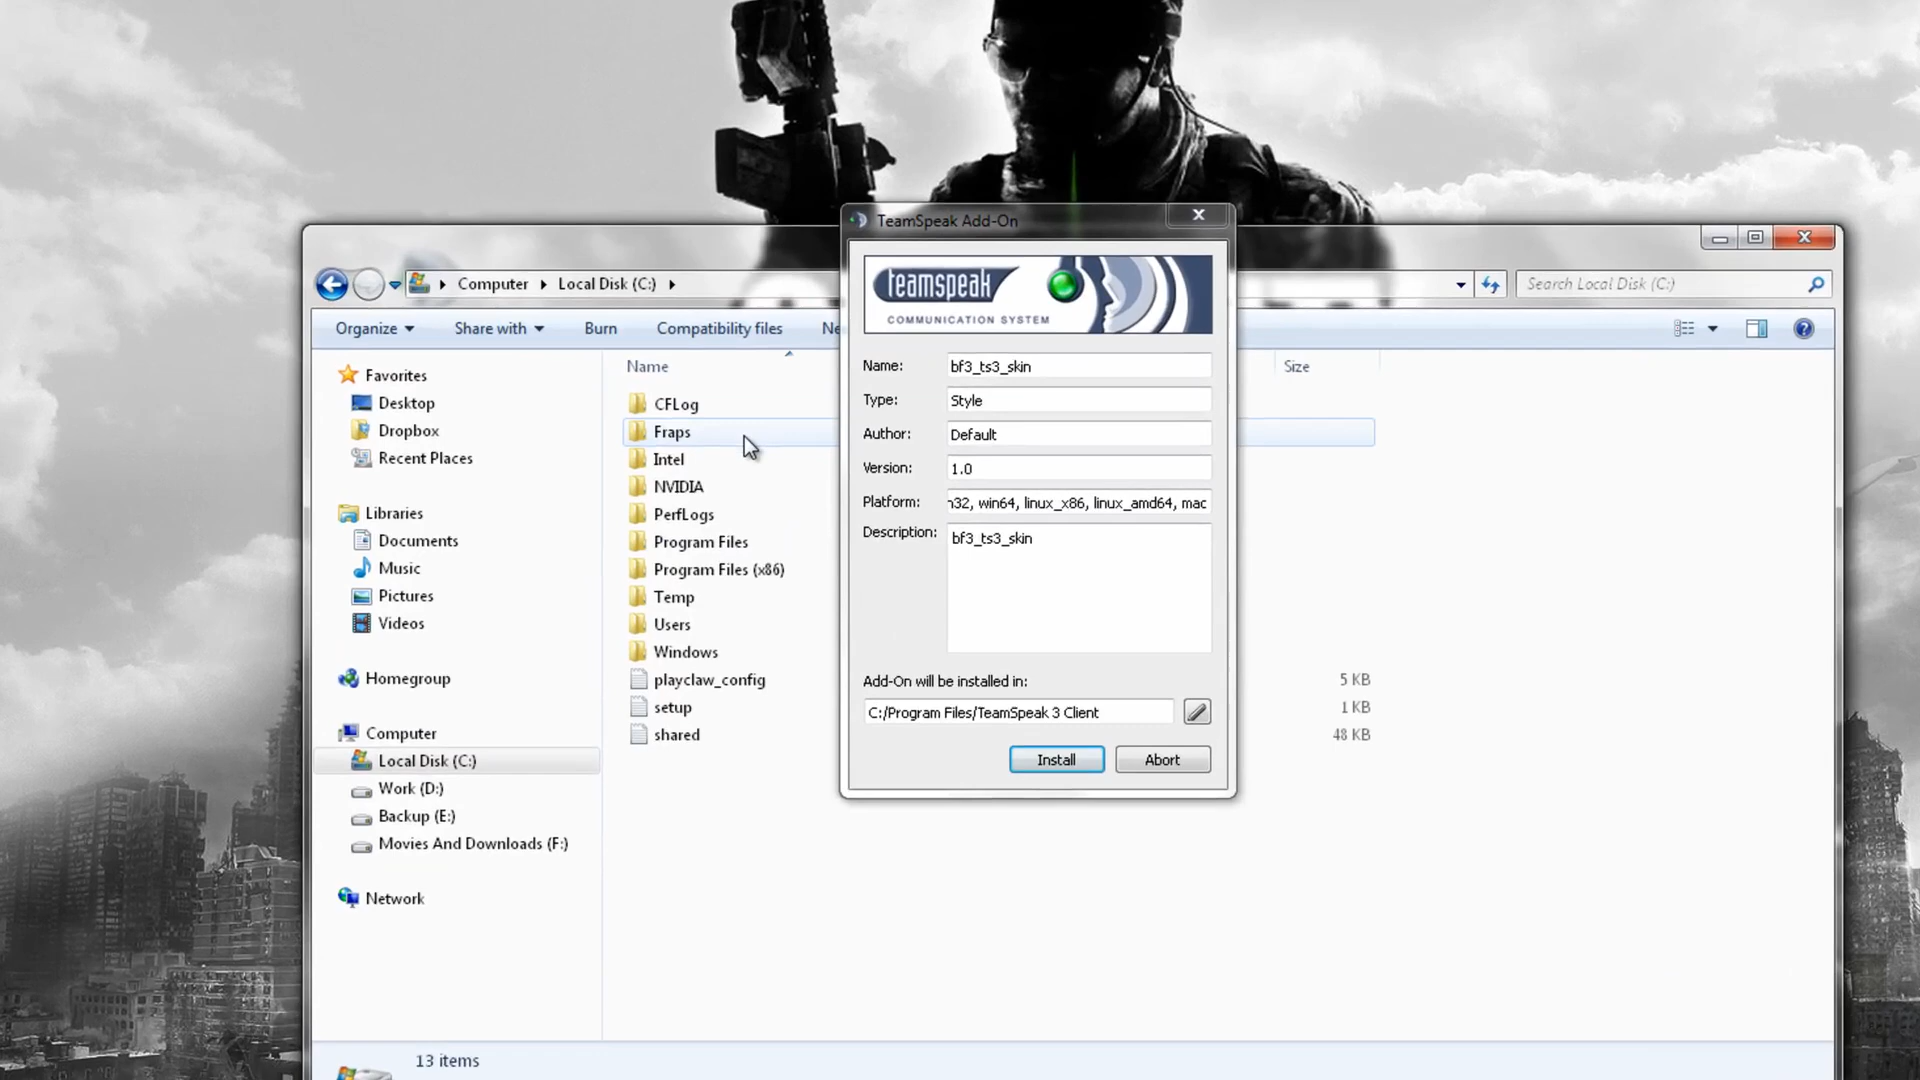 TeamSpeak Add-On
Computer
Local Disk (C:)
Search Local Disk (C:)
Organize
Share with
Burn
Compatibility files
Favorites
Desktop
Dropbox
Recent Places
Libraries
Documents
Music
Pictures
Videos
Homegroup
Computer
Local Disk (C:)
Work (D:)
Backup (E:)
Movies And Downloads (F:)
Network
Name
Size
CFLog
Fraps
Intel
NVIDIA
PerfLogs
Program Files
Program Files (x86)
Temp
Users
Windows
playclaw_config
5 KB
setup
1 KB
shared
48 KB
teamspeak
COMMUNICATION SYSTEM
Name: bf3_ts3_skin
Type: Style
Author: Default
Version: 1.0
Platform: n32, win64, linux_x86, linux_amd64, mac
Description: bf3_ts3_skin
Add-On will be installed in:
C:/Program Files/TeamSpeak 3 Client
Install
Abort
13 items